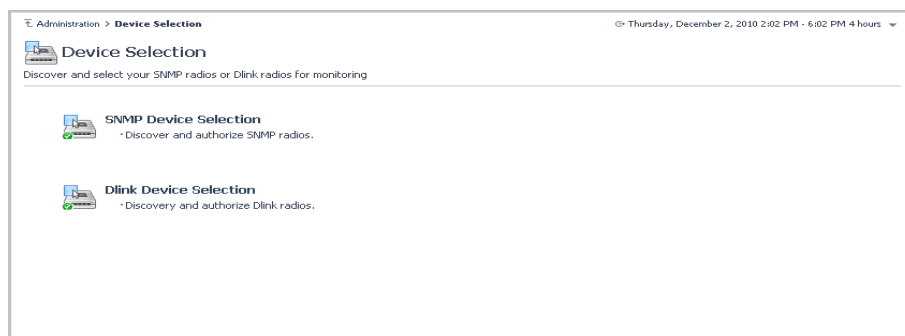 Administration > Device Selection
Thursday, December 2, 2010 2:02 PM - 6:02 PM 4 hours
Device Selection
Discover and select your SNMP radios or Dlink radios for monitoring
SNMP Device Selection
· Discover and authorize SNMP radios.
Dlink Device Selection
· Discovery and authorize Dlink radios.